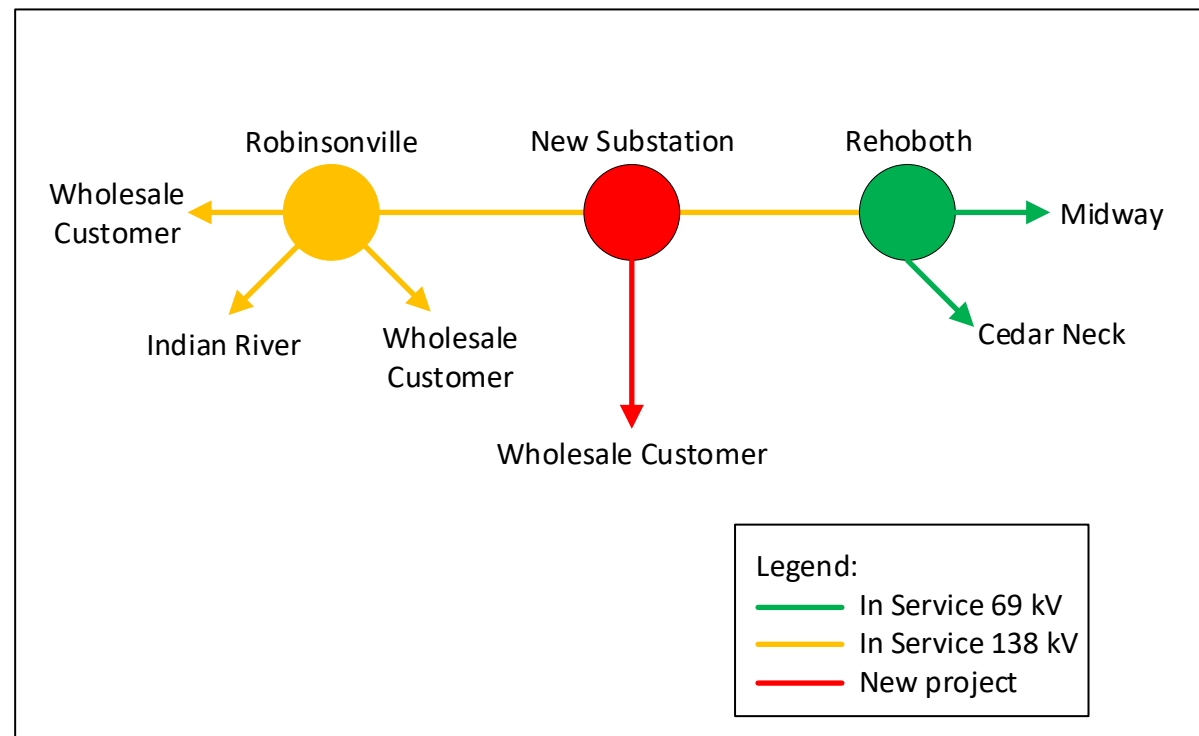 Robinsonville
New Substation
Rehoboth
Wholesale
Customer
Midway
Indian River
Wholesale
Customer
Cedar Neck
Wholesale Customer
Legend:
In Service 69 kV
In Service 138 kV
New project